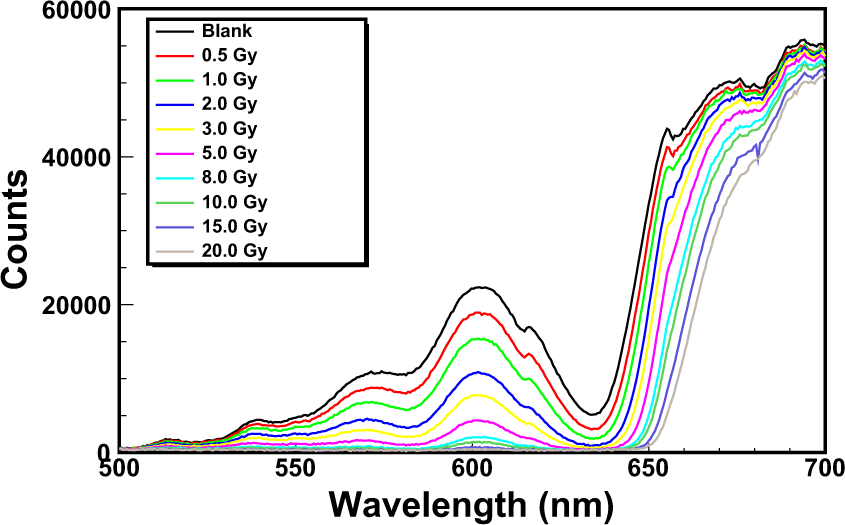 60000
40000
20000
0
Counts
Blank
0.5 Gy
1.0 Gy
2.0 Gy
3.0 Gy
5.0 Gy
8.0 Gy
10.0 Gy
15.0 Gy
20.0 Gy
500 550 600 650 700
Wavelength (nm)